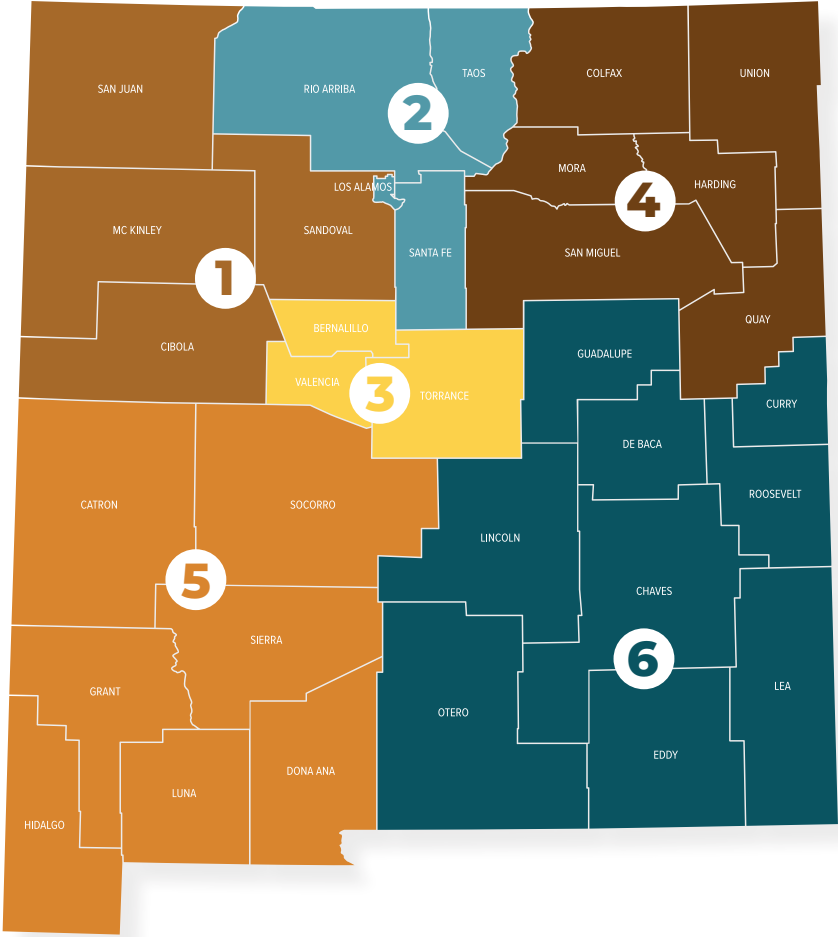 SAN JUAN
RIO ARRIBA
TAOS
COLFAX
UNION
2
MORA
HARDING
LOS ALAMOS
4
MC KINLEY
SANDOVAL
SANTA FE
SAN MIGUEL
1
QUAY
BERNALILLO
CIBOLA
GUADALUPE
VALENCIA
3
TORRANCE
CURRY
DE BACA
CATRON
SOCORRO
ROOSEVELT
LINCOLN
5
CHAVES
SIERRA
6
GRANT
LEA
OTERO
EDDY
DONA ANA
LUNA
HIDALGO